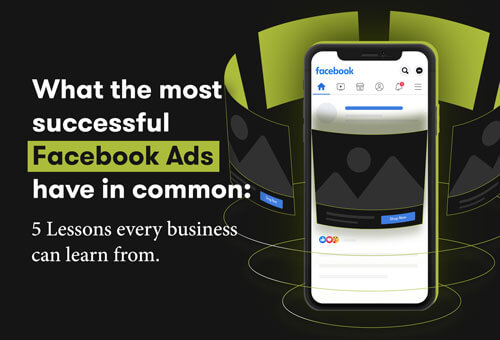 What the most
successful
Facebook Ads
have in common:
5 Lessons every business
can learn from.
facebook
Shop Now